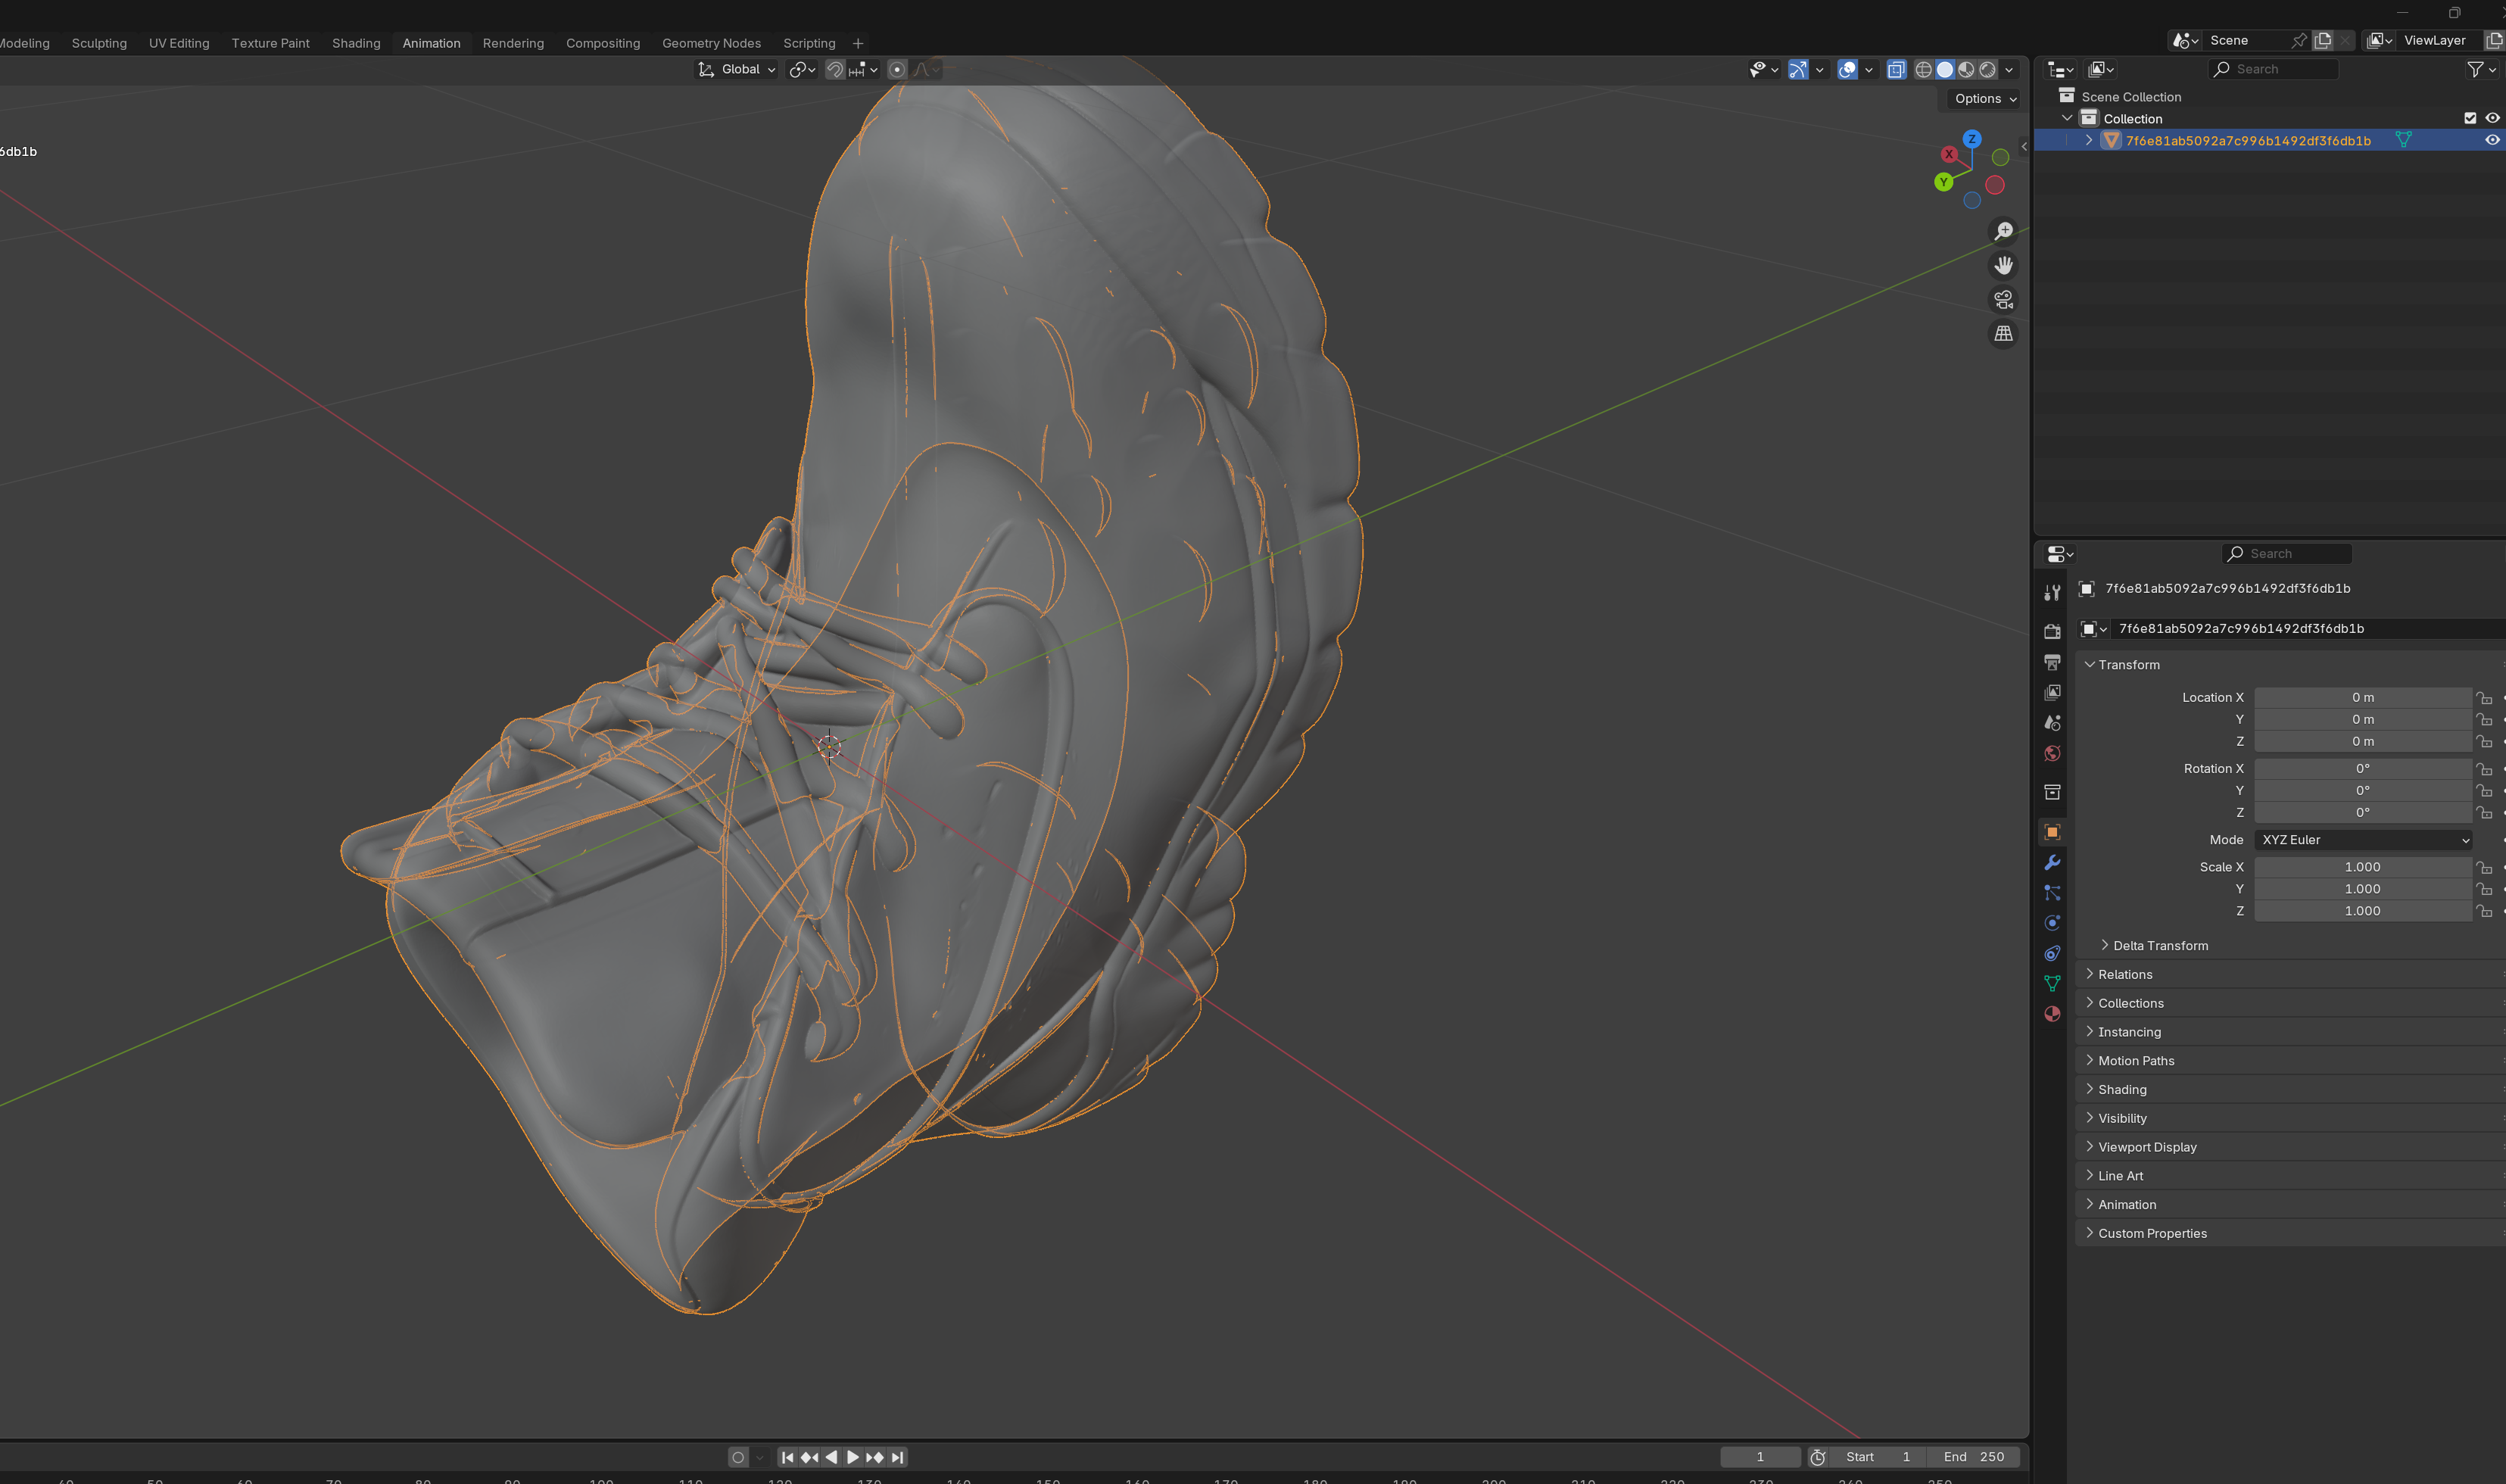 Modeling Sculpting UV Editing Texture Paint Shading Animation Rendering Compositing Geometry Nodes Scripting +
Scene
ViewLayer
Global
Options
6db1b
Z
X
Y
Search
Scene Collection
Collection
7f6e81ab5092a7c996b1492df3f6db1b
Search
7f6e81ab5092a7c996b1492df3f6db1b
7f6e81ab5092a7c996b1492df3f6db1b
Transform
Location X 0 m
Y 0 m
Z 0 m
Rotation X 0°
Y 0°
Z 0°
Mode XYZ Euler
Scale X 1.000
Y 1.000
Z 1.000
Delta Transform
Relations
Collections
Instancing
Motion Paths
Shading
Visibility
Viewport Display
Line Art
Animation
Custom Properties
1 Start 1 End 250